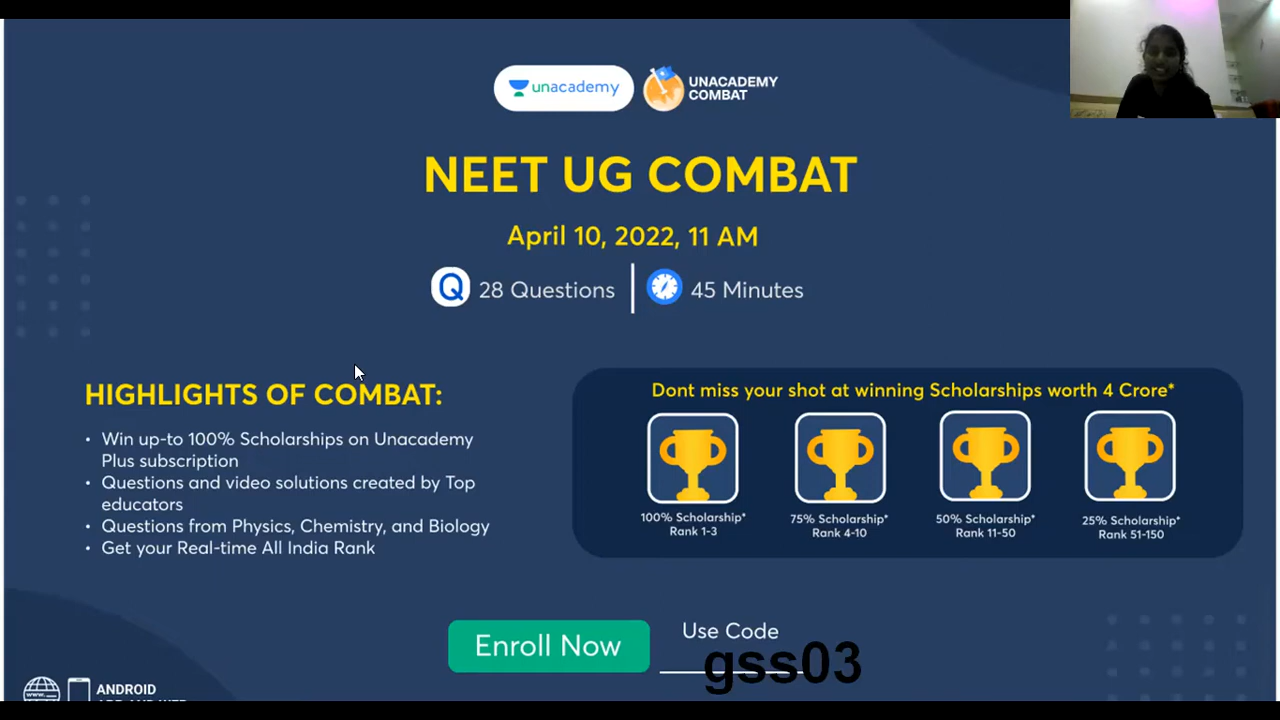 unacademy
UNACADEMY
COMBAT
NEET UG COMBAT
April 10, 2022, 11 AM
Q 28 Questions
45 Minutes
HIGHLIGHTS OF COMBAT:
• Win up-to 100% Scholarships on Unacademy
Plus subscription
• Questions and video solutions created by Top
educators
• Questions from Physics, Chemistry, and Biology
• Get your Real-time All India Rank
Dont miss your shot at winning Scholarships worth 4 Crore*
100% Scholarship*
Rank 1-3
75% Scholarship*
Rank 4-10
50% Scholarship*
Rank 11-50
25% Scholarship*
Rank 51-150
Enroll Now
Use Code
gss03
ANDROID